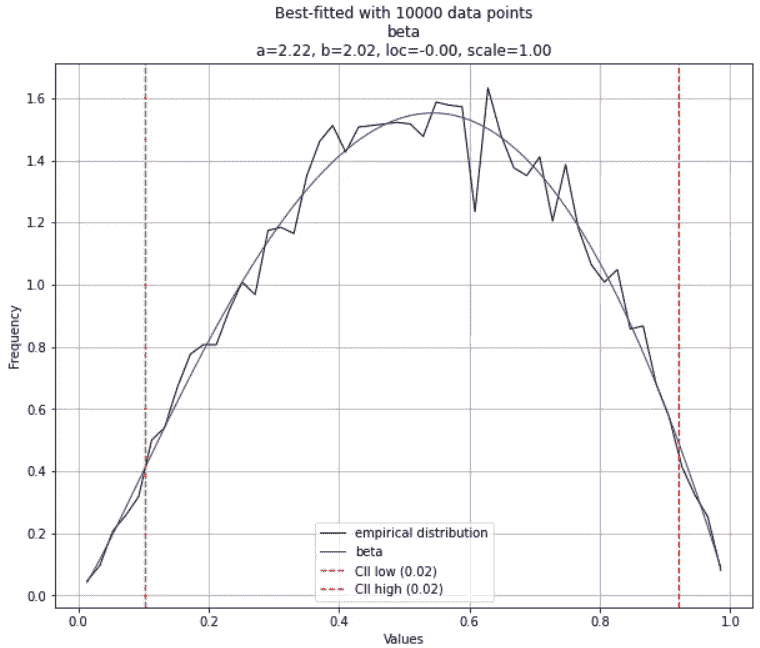 Best-fitted with 10000 data points
beta
a=2.22, b=2.02, loc=-0.00, scale=1.00
Frequency
1.6
1.4
1.2
1.0
0.8
0.6
0.4
0.2
0.0
empirical distribution
beta
CII low (0.02)
CII high (0.02)
0.0 0.2 0.4 0.6 0.8 1.0
Values